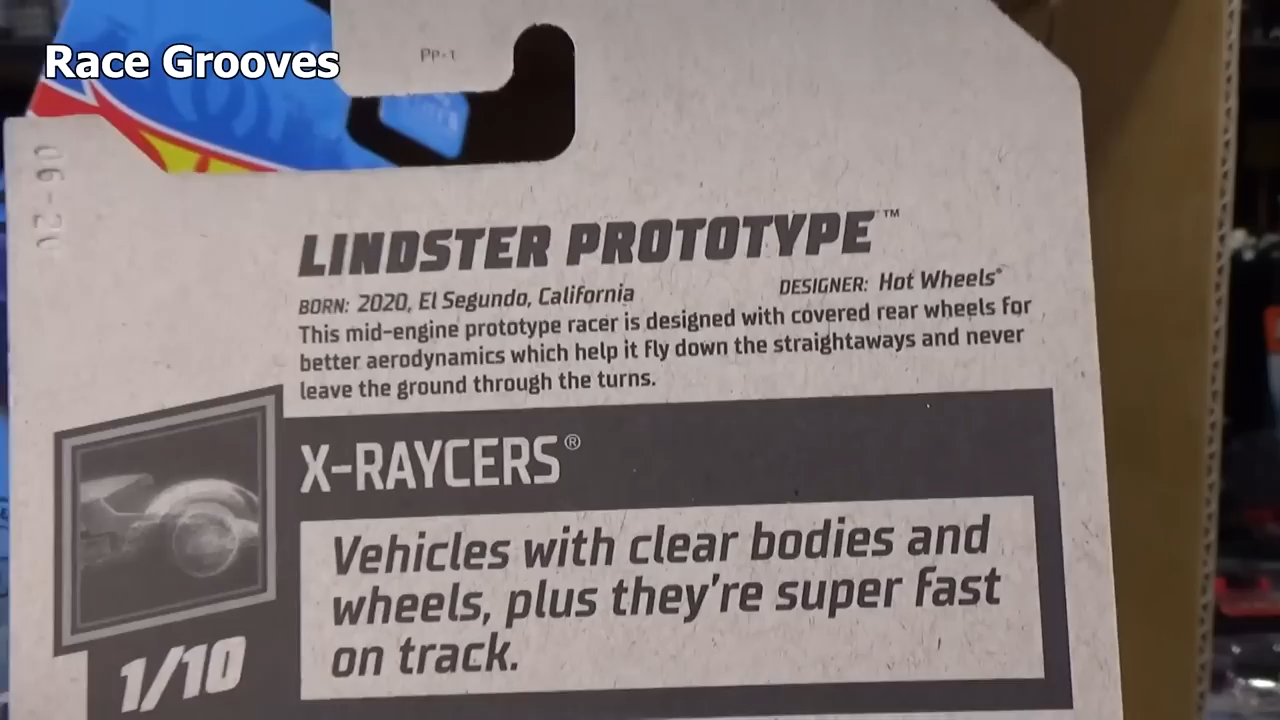 Race Grooves
PP-1
06-20
LINDSTER PROTOTYPE™
BORN: 2020, El Segundo, California DESIGNER: Hot Wheels®
This mid-engine prototype racer is designed with covered rear wheels for
better aerodynamics which help it fly down the straightaways and never
leave the ground through the turns.
X-RAYCERS®
Vehicles with clear bodies and
wheels, plus they're super fast
on track.
1/10